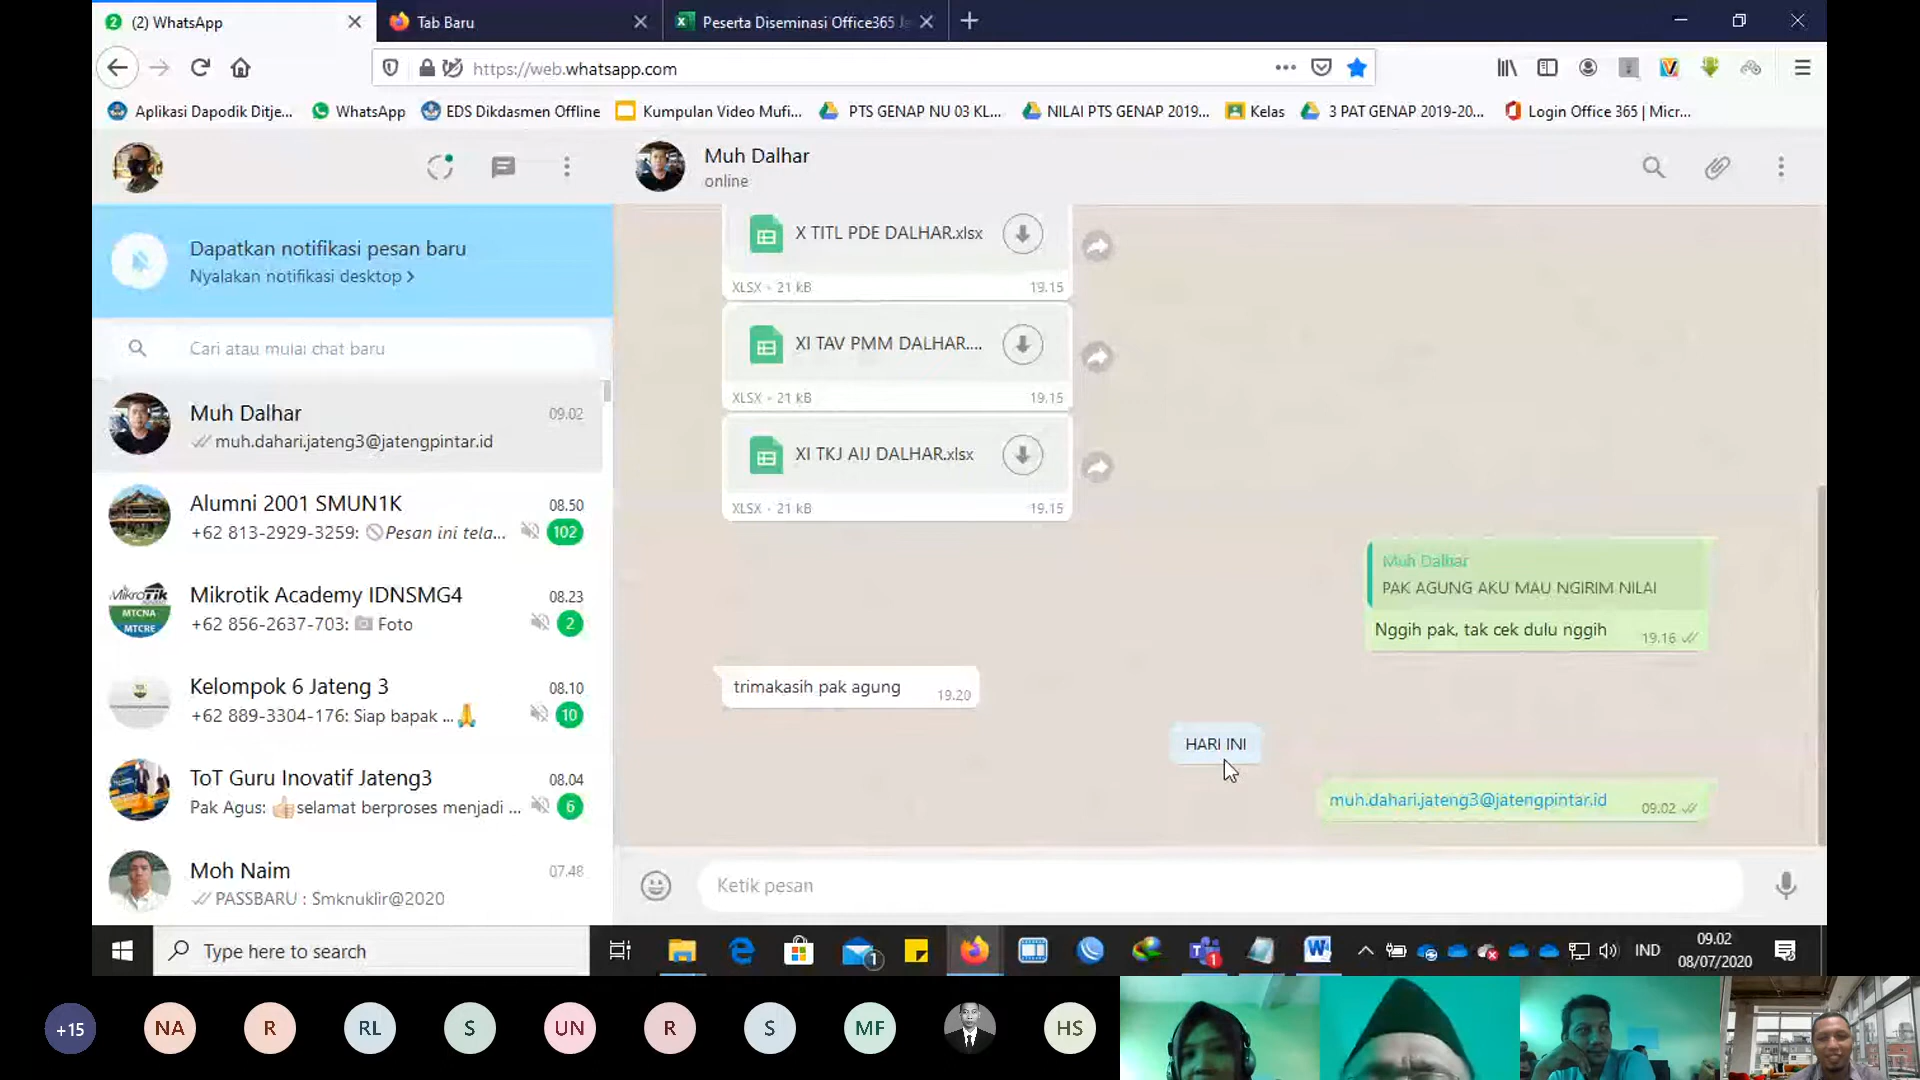 (2) WhatsApp
Tab Baru
Peserta Diseminasi Office365 J
https://web.whatsapp.com
Aplikasi Dapodik Ditje...
WhatsApp
EDS Dikdasmen Offline
Kumpulan Video Mufi...
PTS GENAP NU 03 KL...
NILAI PTS GENAP 2019...
Kelas
3 PAT GENAP 2019-20...
Login Office 365 | Micr...
Muh Dalhar
online
Dapatkan notifikasi pesan baru
Nyalakan notifikasi desktop >
Cari atau mulai chat baru
Muh Dalhar
09.02
muh.dahari.jateng3@jatengpintar.id
Alumni 2001 SMUN1K
08.50
+62 813-2929-3259: Pesan ini tela...
102
MikroTik
MTCNA
MTCRE
Mikrotik Academy IDNSMG4
08.23
+62 856-2637-703: Foto
2
Kelompok 6 Jateng 3
08.10
+62 889-3304-176: Siap bapak ...🙏
10
ToT Guru Inovatif Jateng3
08.04
Pak Agus: 👍selamat berproses menjadi ...
6
Moh Naim
07.48
PASSBARU : Smknuklir@2020
X TITL PDE DALHAR.xlsx
XLSX • 21 kB
19.15
XI TAV PMM DALHAR....
XLSX • 21 kB
19.15
XI TKJ AIJ DALHAR.xlsx
XLSX • 21 kB
19.15
Muh Dalhar
PAK AGUNG AKU MAU NGIRIM NILAI
Nggih pak, tak cek dulu nggih
19.16
trimakasih pak agung
19.20
HARI INI
muh.dahari.jateng3@jatengpintar.id
09.02
Ketik pesan
Type here to search
1
1
IND
09.02
08/07/2020
+15
NA
R
RL
S
UN
R
S
MF
HS